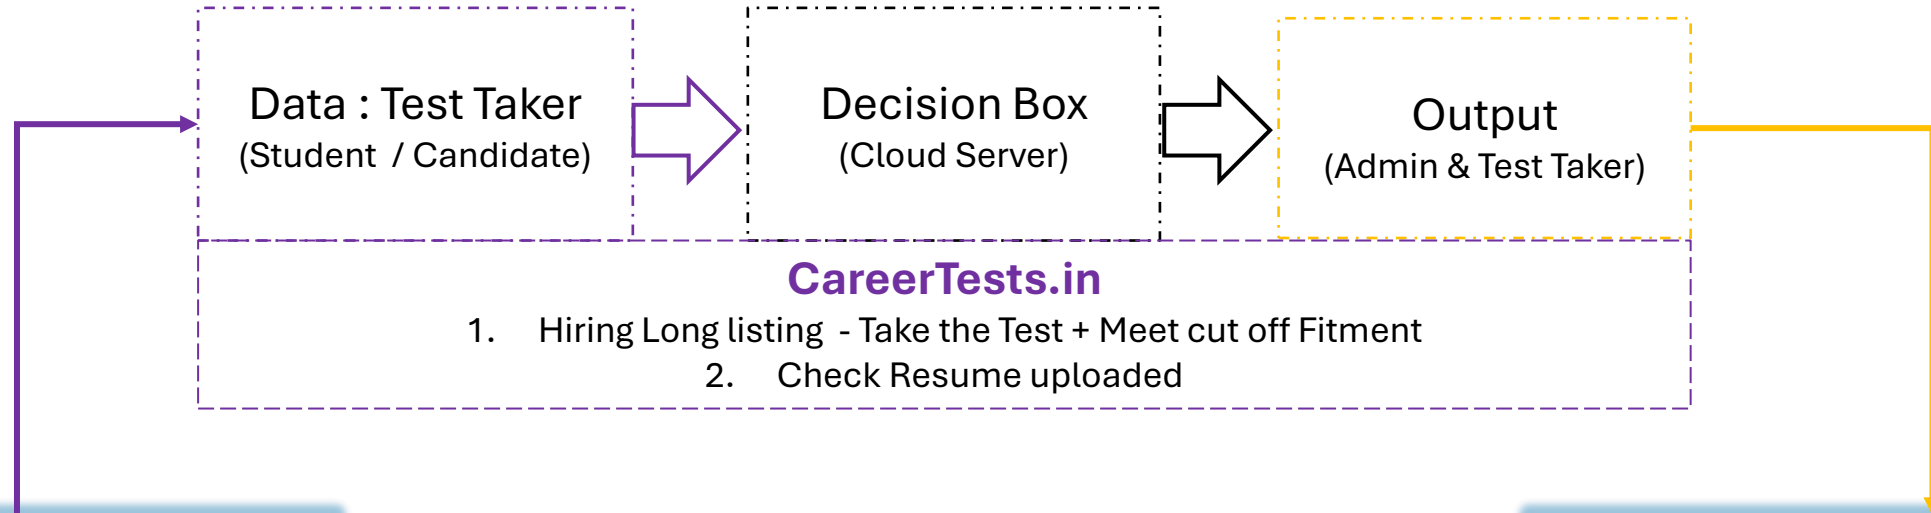 Data : Test Taker
(Student / Candidate)
Decision Box
(Cloud Server)
Output
(Admin & Test Taker)
CareerTests.in
1. Hiring Long listing - Take the Test + Meet cut off Fitment
2. Check Resume uploaded